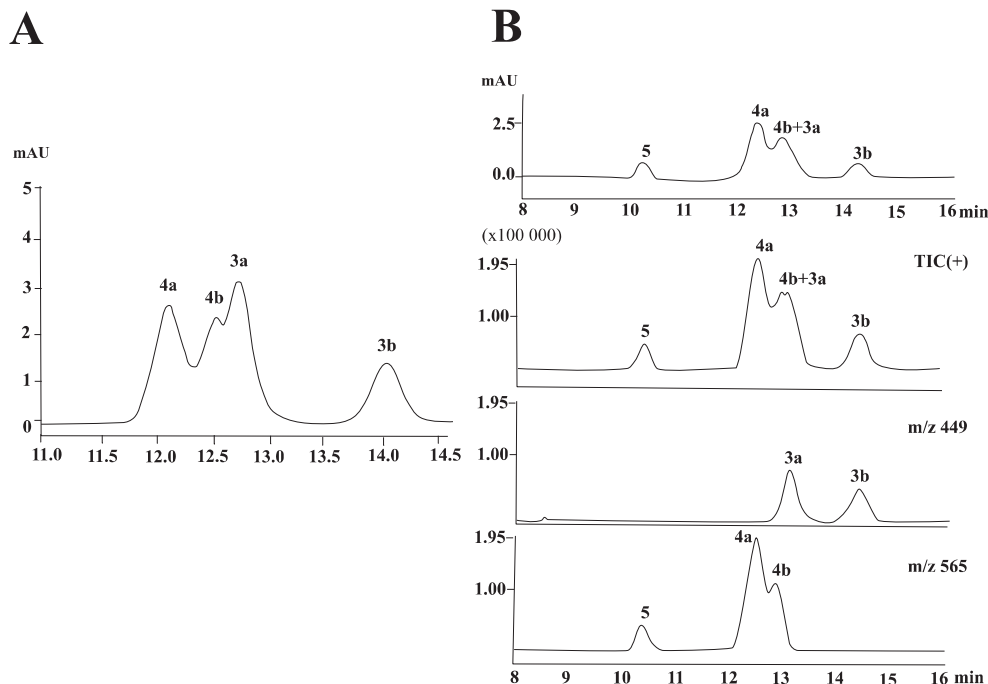 A
mAU
5
4
3
2
1
0
4a
4b
3a
3b
11.0 11.5 12.0 12.5 13.0 13.5 14.0 14.5
B
mAU
2.5
0.0
5
4a
4b+3a
3b
8 9 10 11 12 13 14 15 16 min
(x100 000)
1.95
1.00
TIC(+)
5
4a
4b+3a
3b
1.95
1.00
m/z 449
3a
3b
1.95
1.00
m/z 565
5
4a
4b
8 9 10 11 12 13 14 15 16 min